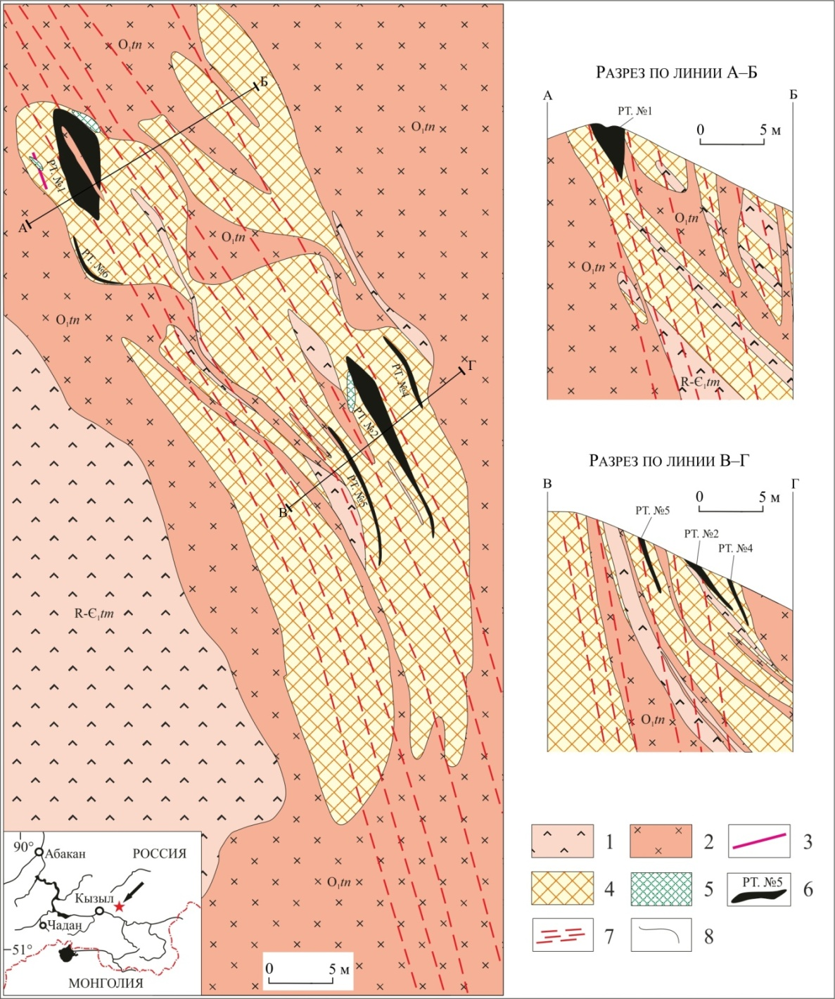 O₁tn
Б
O₁tn
РТ. №1
А
O₁tn
РТ. №6
O₁tn
Г
РТ. №4
РТ. №2
РТ. №5
В
R-Є₁tm
O₁tn
90°
Абакан
РОССИЯ
Кызыл
Чадан
51°
МОНГОЛИЯ
0 5 м
Разрез по линии А–Б
А Б
РТ. №1
0 5 м
O₁tn
O₁tn
R-Є₁tm
Разрез по линии В–Г
В Г
0 5 м
РТ. №5
РТ. №2
РТ. №4
O₁tn
1 2 3
4 5 РТ. №5 6
7 8